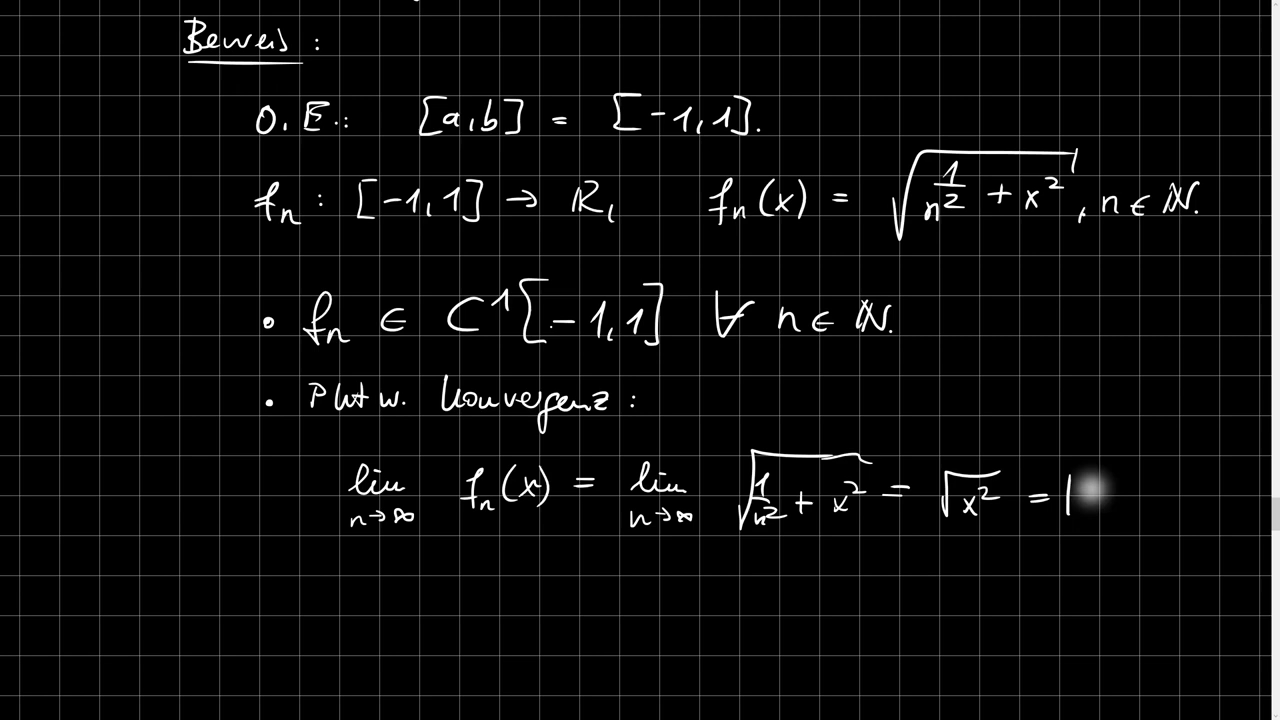 Beweis:
O.E.: [a,b] = [-1,1].
fₙ : [-1,1] → ℝ, fₙ(x) = √(1/n² + x²), n ∈ ℕ.
• fₙ ∈ C¹[-1,1] ∀ n ∈ ℕ.
• Pktw. Konvergenz:
lim n→∞ fₙ(x) = lim n→∞ √(1/n² + x²) = √(x²) = |